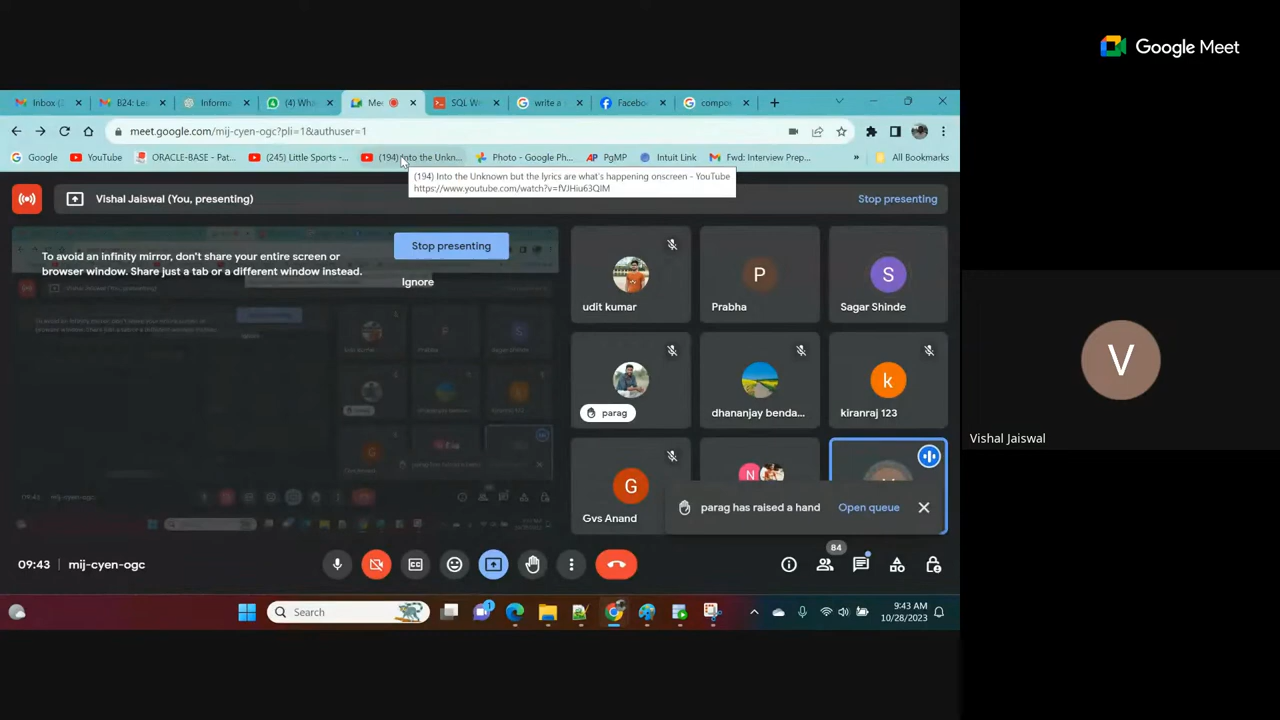 Google Meet
Inbox (
B24: Le
Informa
(4) Wha
Mee
SQL W
write a
Facebo
compo
meet.google.com/mij-cyen-ogc?pli=1&authuser=1
Google
YouTube
ORACLE-BASE - Pat...
(245) Little Sports -...
(194) Into the Unkn...
Photo - Google Ph...
AP PgMP
Intuit Link
Fwd: Interview Prep...
»
All Bookmarks
(194) Into the Unknown but the lyrics are what's happening onscreen - YouTube
https://www.youtube.com/watch?v=fVJHiu63QlM
Vishal Jaiswal (You, presenting)
Stop presenting
To avoid an infinity mirror, don't share your entire screen or
browser window. Share just a tab or a different window instead.
Stop presenting
Ignore
udit kumar
P
Prabha
S
Sagar Shinde
parag
dhananjay benda...
k
kiranraj 123
G
Gvs Anand
N
parag has raised a hand
Open queue
V
Vishal Jaiswal
09:43 | mij-cyen-ogc
84
Search
1
9:43 AM
10/28/2023